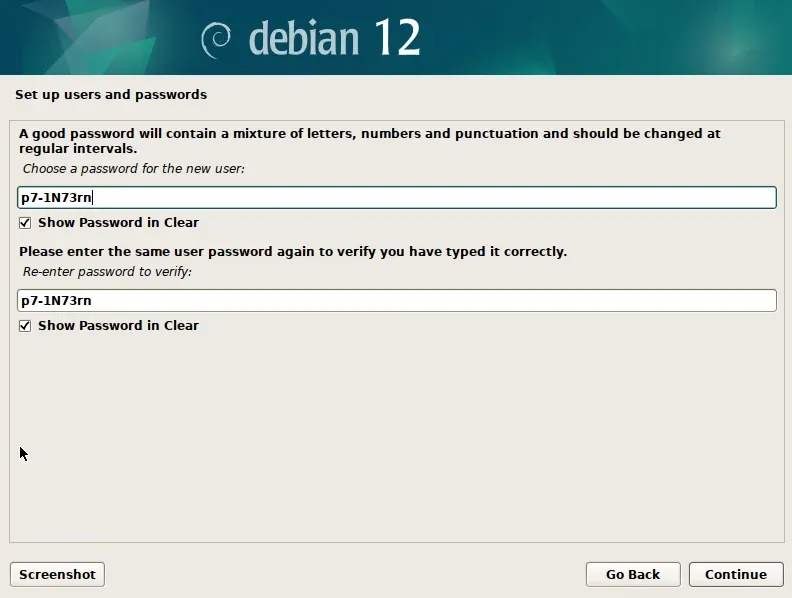 debian 12
Set up users and passwords
A good password will contain a mixture of letters, numbers and punctuation and should be changed at
regular intervals.
Choose a password for the new user:
p7-1N73rn
Show Password in Clear
Please enter the same user password again to verify you have typed it correctly.
Re-enter password to verify:
p7-1N73rn
Show Password in Clear
Screenshot
Go Back
Continue